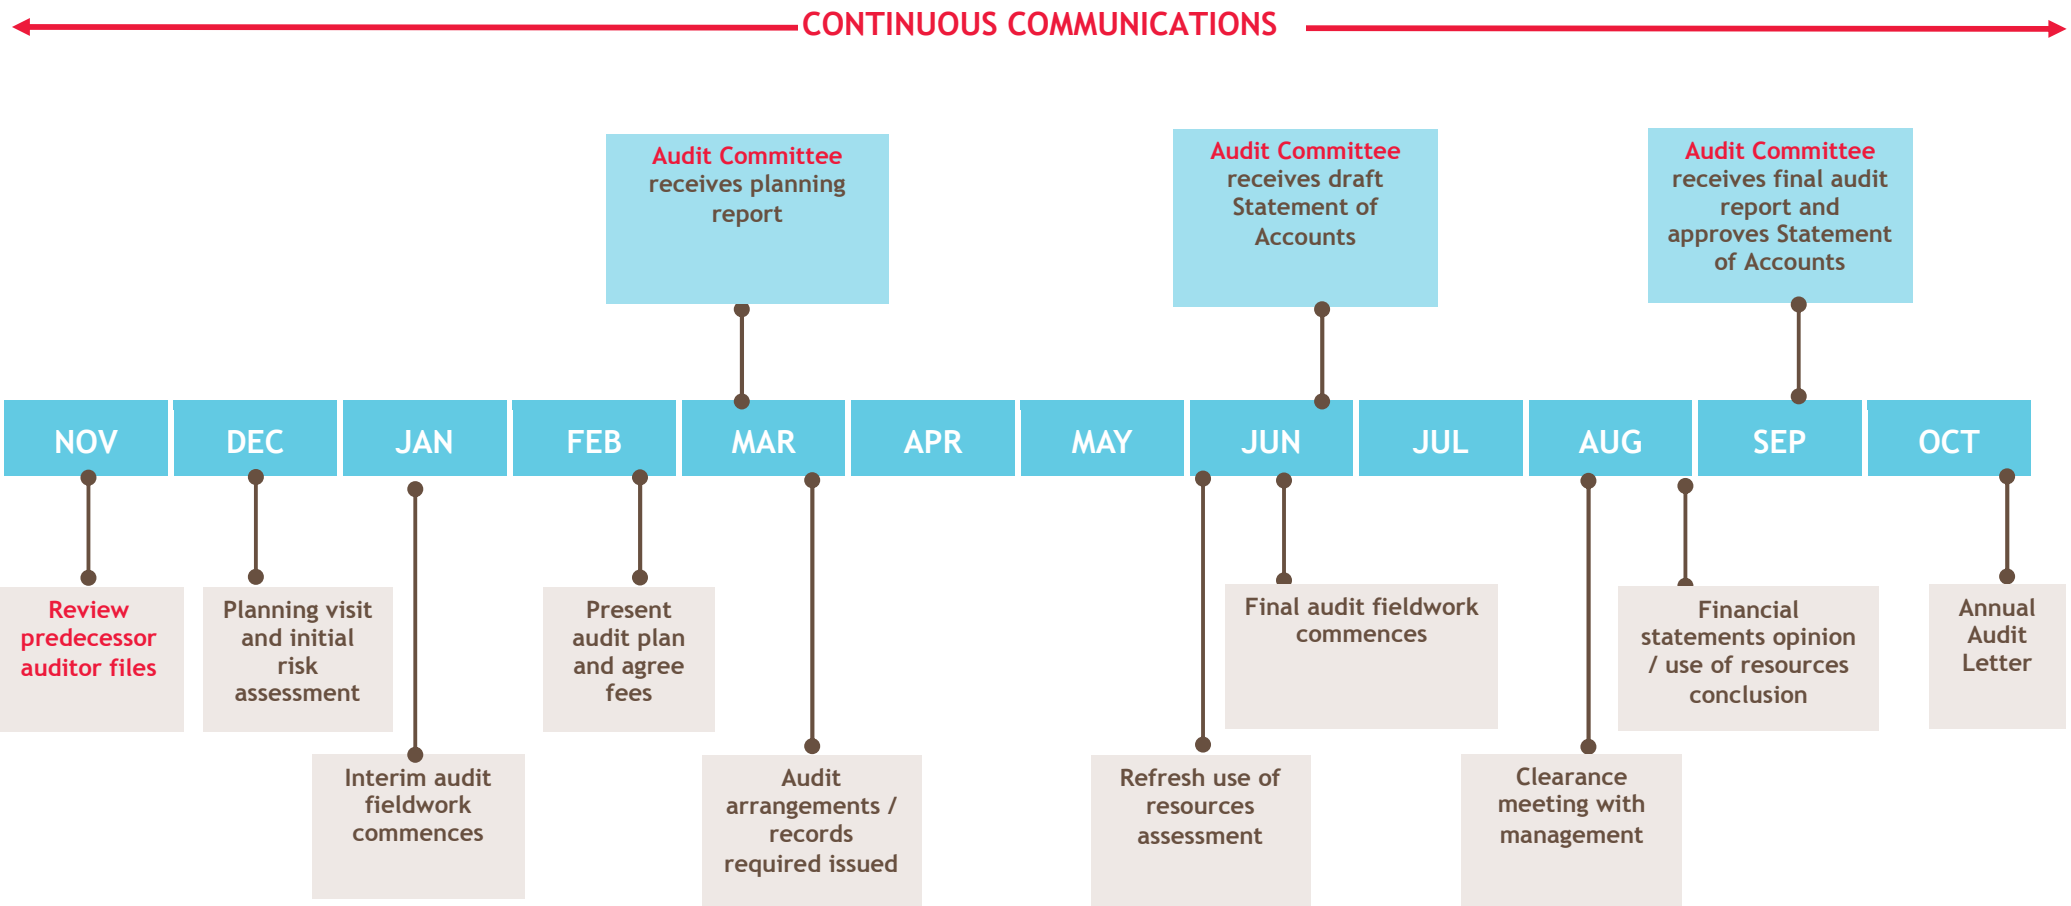 CONTINUOUS COMMUNICATIONS
Audit Committee
receives planning
report
Audit Committee
receives draft
Statement of
Accounts
Audit Committee
receives final audit
report and
approves Statement
of Accounts
NOV
DEC
JAN
FEB
MAR
APR
MAY
JUN
JUL
AUG
SEP
OCT
Review
predecessor
auditor files
Planning visit
and initial
risk
assessment
Interim audit
fieldwork
commences
Present
audit plan
and agree
fees
Audit
arrangements /
records
required issued
Refresh use of
resources
assessment
Final audit fieldwork
commences
Clearance
meeting with
management
Financial
statements opinion
/ use of resources
conclusion
Annual
Audit
Letter